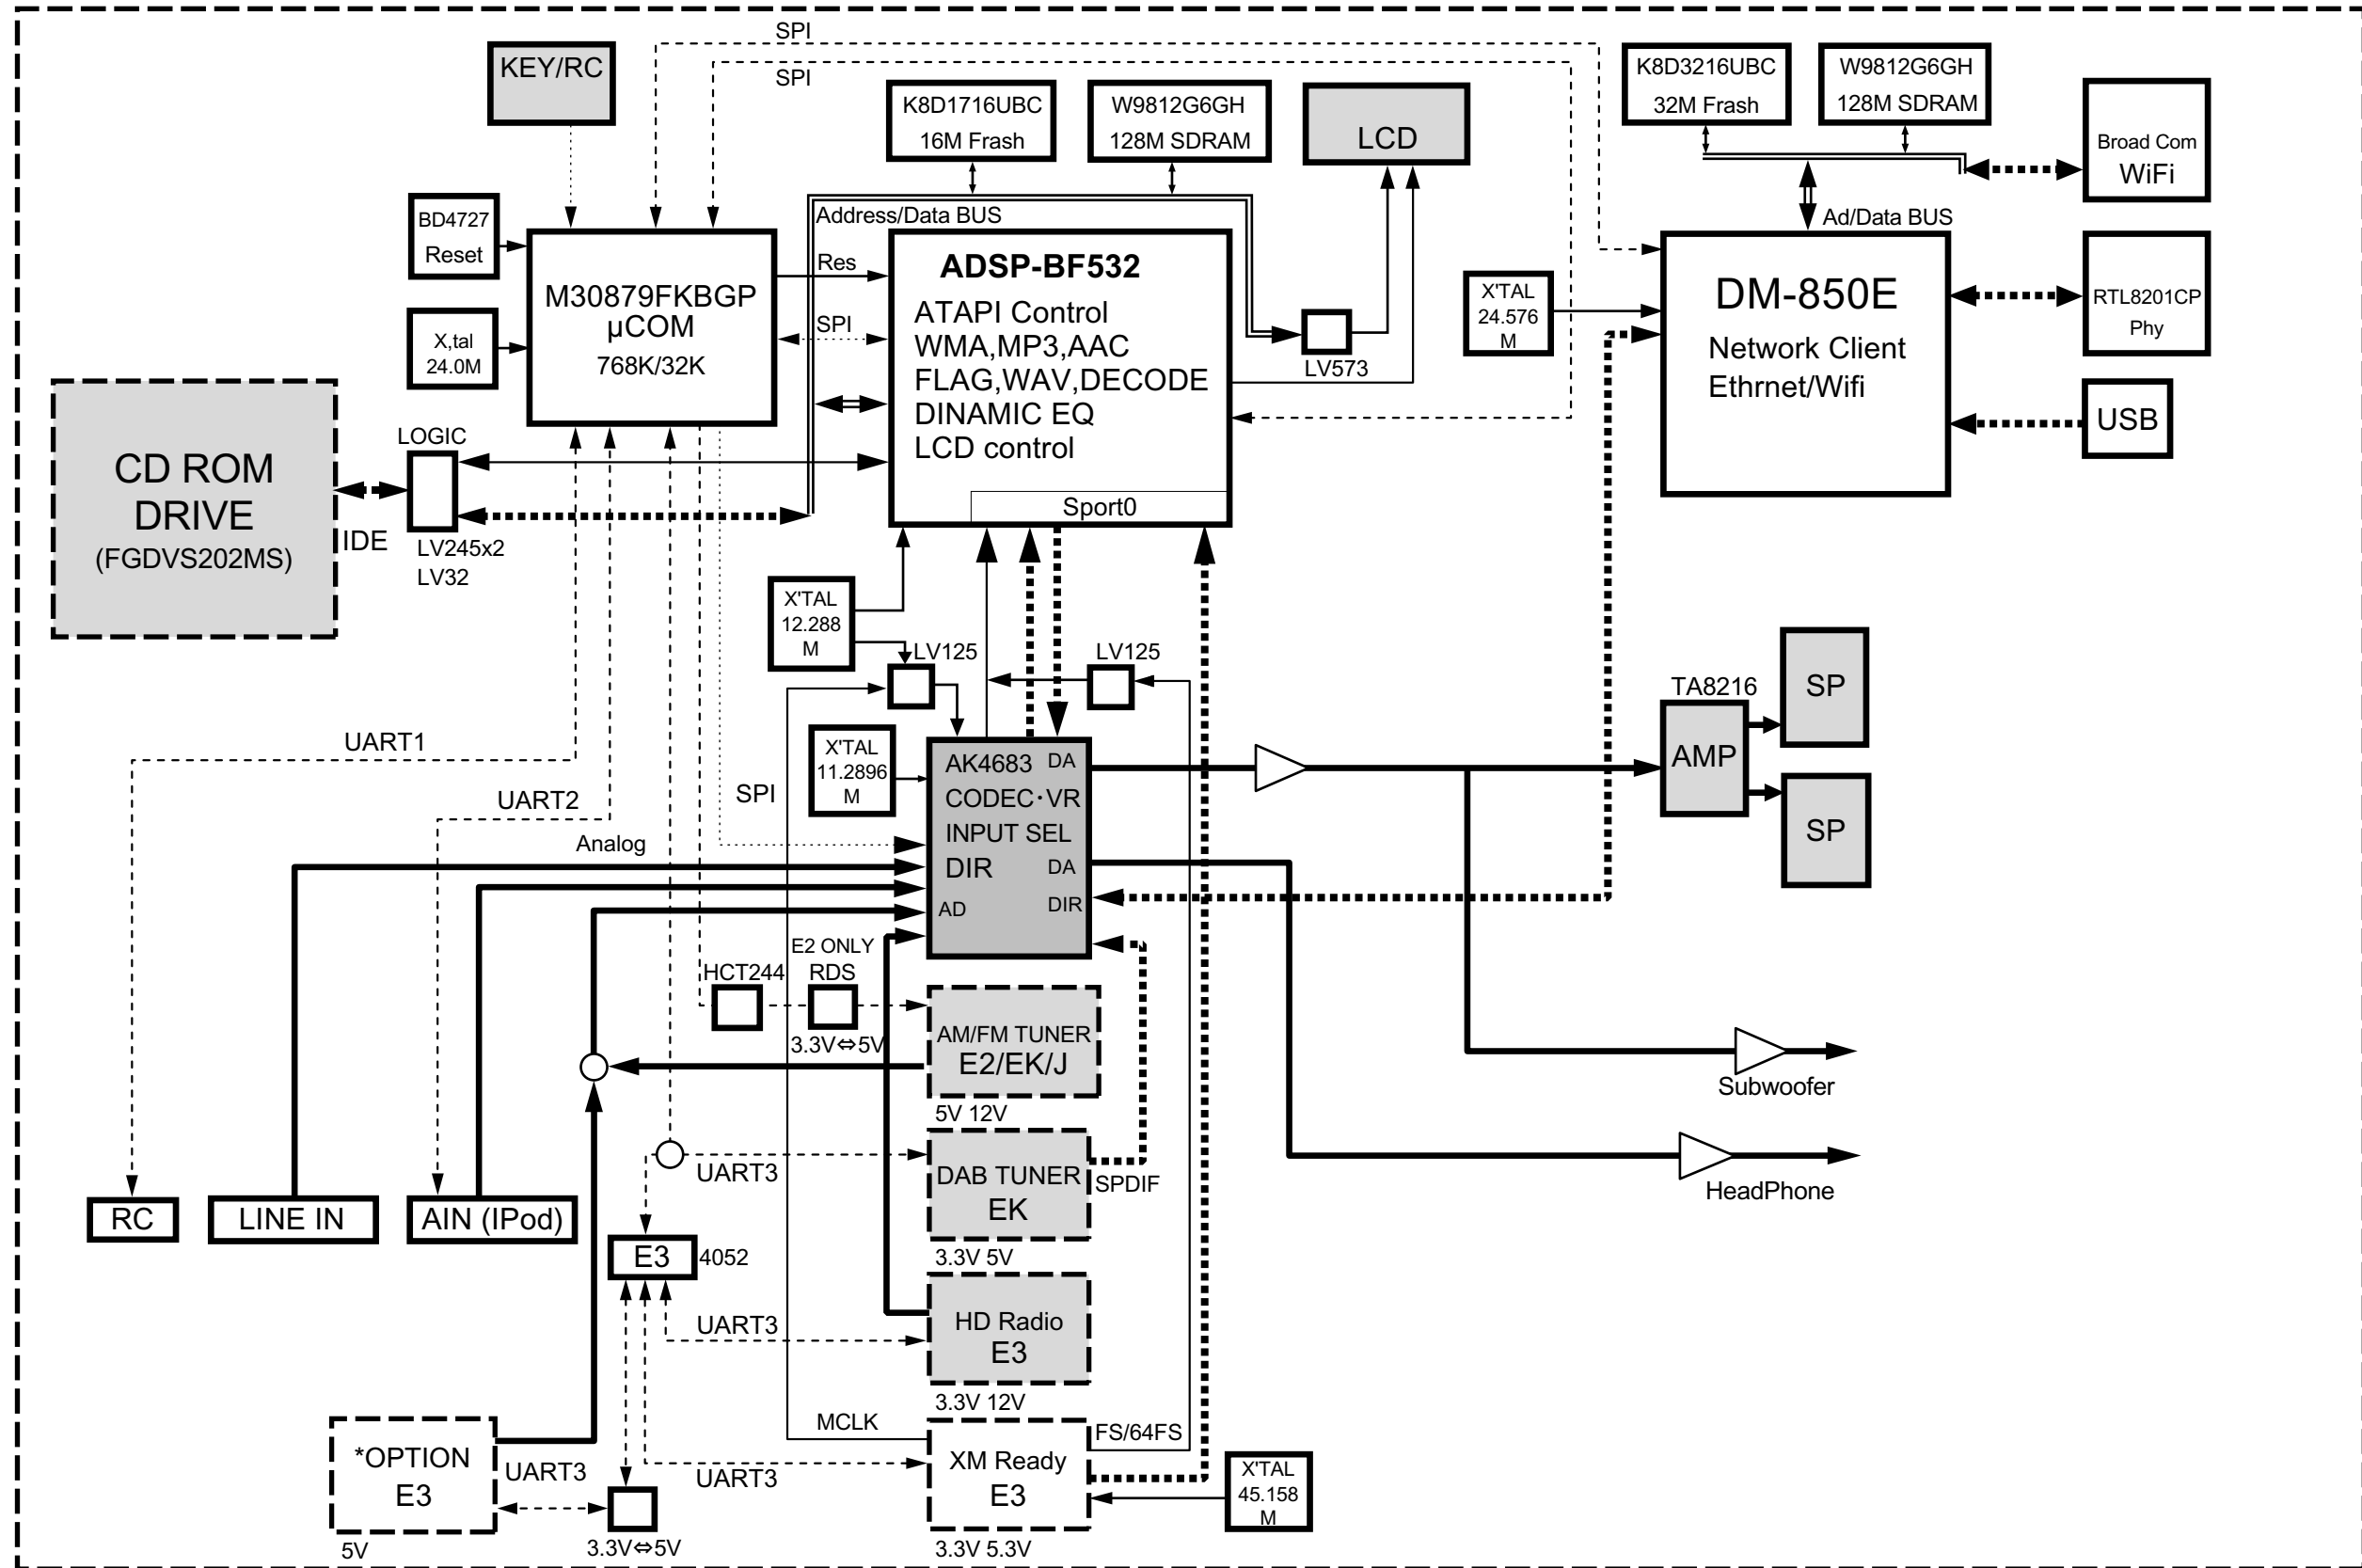 SPI
SPI
KEY/RC
K8D1716UBC
16M Frash
W9812G6GH
128M SDRAM
LCD
K8D3216UBC
32M Frash
W9812G6GH
128M SDRAM
Broad Com
WiFi
BD4727
Reset
Address/Data BUS
Ad/Data BUS
M30879FKBGP
µCOM
768K/32K
Res
SPI
ADSP-BF532
ATAPI Control
WMA,MP3,AAC
FLAG,WAV,DECODE
DINAMIC EQ
LCD control
Sport0
X'TAL
24.576
M
DM-850E
Network Client
Ethrnet/Wifi
RTL8201CP
Phy
USB
X,tal
24.0M
LV573
CD ROM
DRIVE
(FGDVS202MS)
IDE
LOGIC
LV245x2
LV32
X'TAL
12.288
M
LV125
LV125
TA8216
AMP
SP
SP
UART1
UART2
SPI
X'TAL
11.2896
M
AK4683
DA
CODEC・VR
INPUT SEL
DIR
DA
AD
DIR
Analog
E2 ONLY
HCT244
RDS
3.3V⇔5V
AM/FM TUNER
E2/EK/J
5V 12V
Subwoofer
UART3
DAB TUNER
EK
SPDIF
3.3V 5V
HeadPhone
RC
LINE IN
AIN (IPod)
E3
4052
UART3
HD Radio
E3
3.3V 12V
MCLK
FS/64FS
*OPTION
E3
5V
UART3
3.3V⇔5V
UART3
XM Ready
E3
3.3V 5.3V
X'TAL
45.158
M